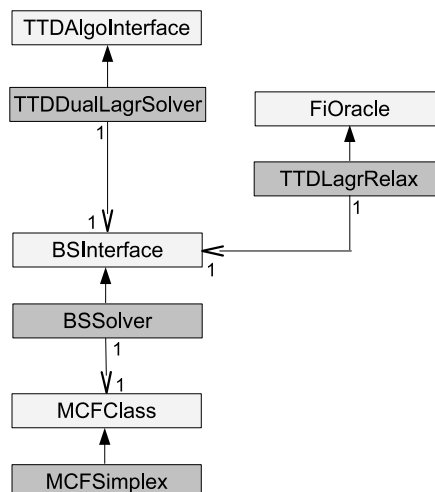 TTDAlgoInterface
TTDDualLagrSolver
1
FiOracle
TTDLagrRelax
1
1
BSInterface
1
BSSolver
1
1
MCFClass
MCFSimplex